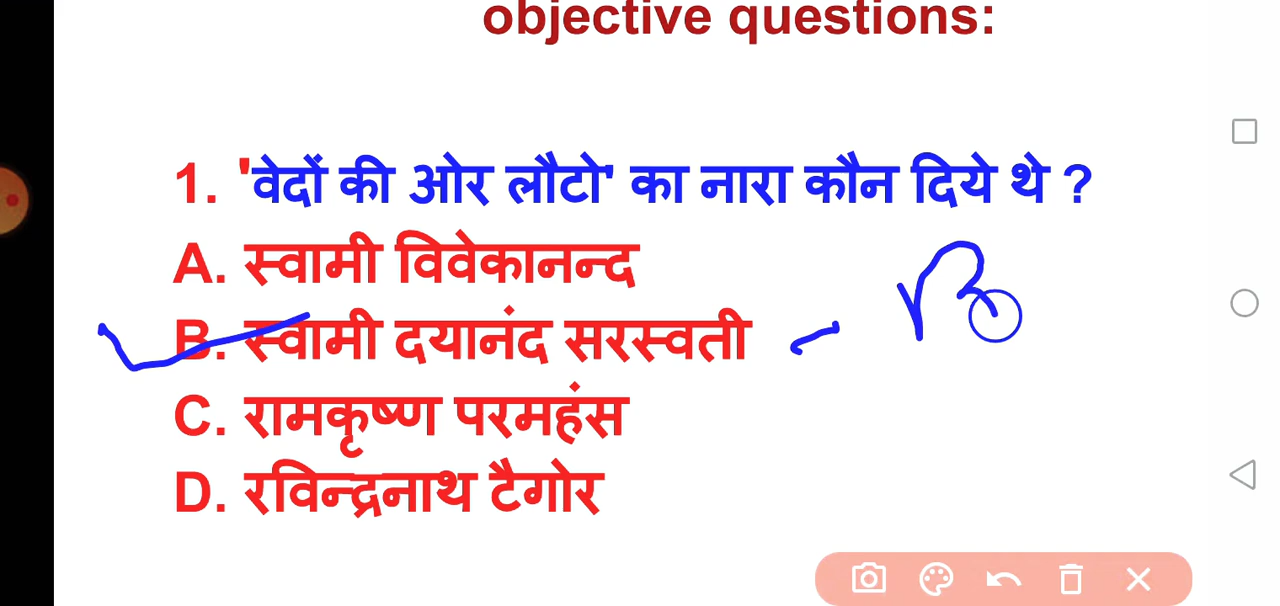 objective questions:
1. 'वेदों की ओर लौटो' का नारा कौन दिये थे ?
A. स्वामी विवेकानन्द
B. स्वामी दयानंद सरस्वती - B
C. रामकृष्ण परमहंस
D. रविन्द्रनाथ टैगोर